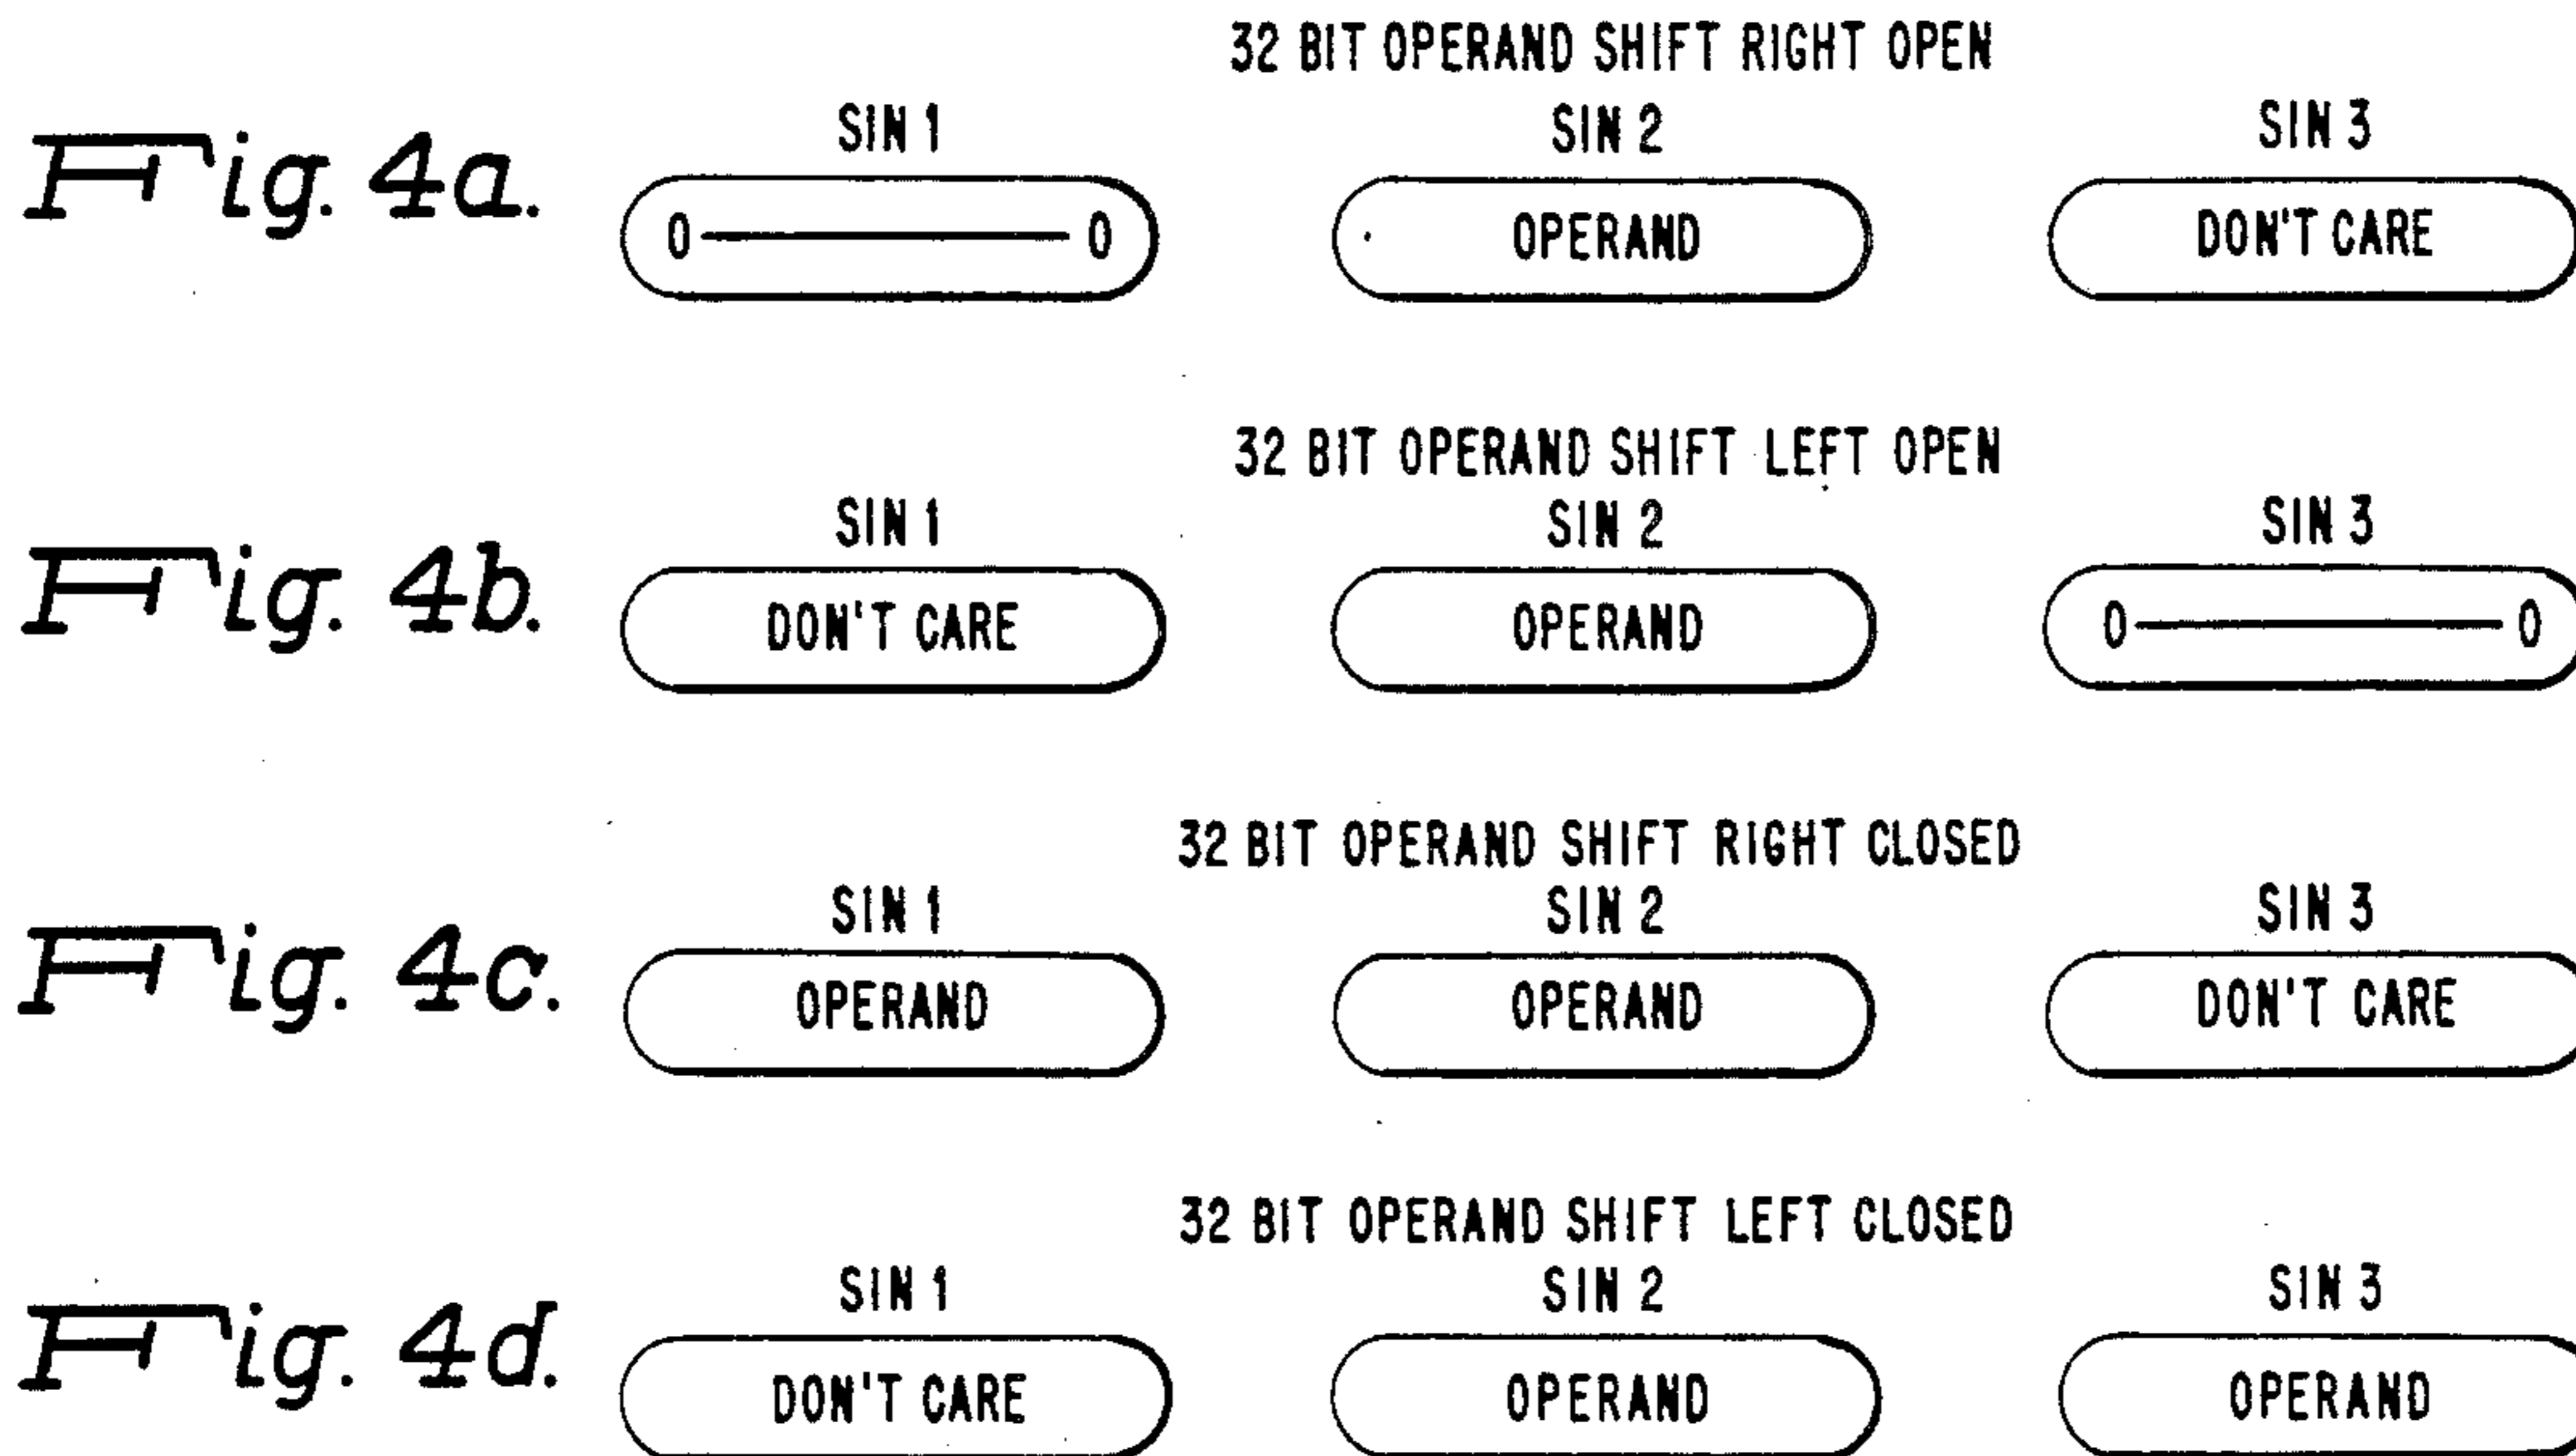 32 BIT OPERAND SHIFT RIGHT OPEN
Fig. 4a.
SIN 1 SIN 2 SIN 3
0 0 OPERAND DON'T CARE
32 BIT OPERAND SHIFT LEFT OPEN
Fig. 4b.
SIN 1 SIN 2 SIN 3
DON'T CARE OPERAND 0 0
32 BIT OPERAND SHIFT RIGHT CLOSED
Fig. 4c.
SIN 1 SIN 2 SIN 3
OPERAND OPERAND DON'T CARE
32 BIT OPERAND SHIFT LEFT CLOSED
Fig. 4d.
SIN 1 SIN 2 SIN 3
DON'T CARE OPERAND OPERAND